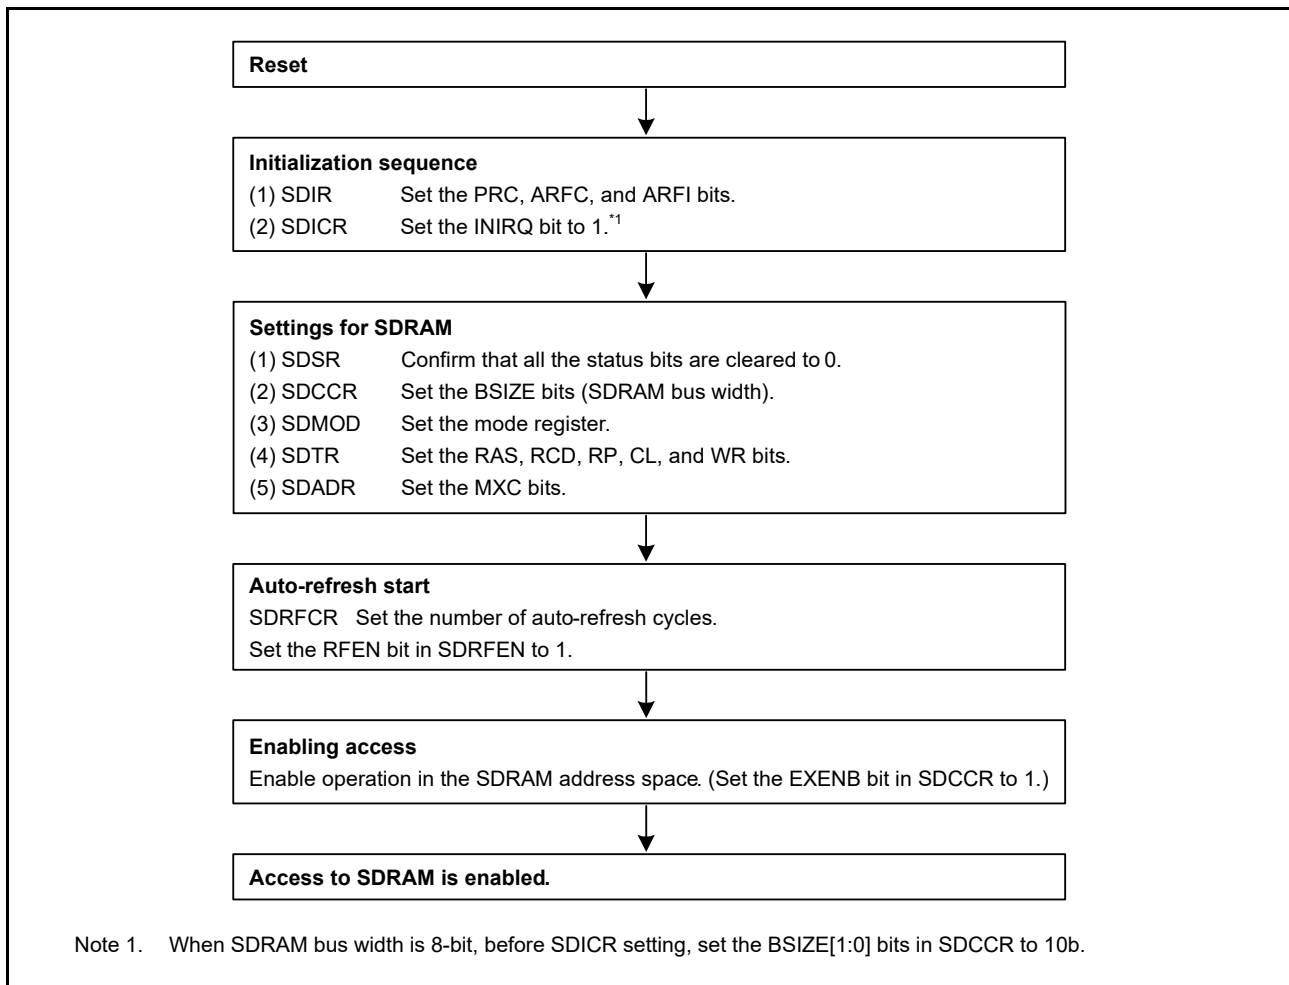 Reset
Initialization sequence
(1) SDIR Set the PRC, ARFC, and ARFI bits.
(2) SDICR Set the INIRQ bit to 1.*1
Settings for SDRAM
(1) SDSR Confirm that all the status bits are cleared to 0.
(2) SDCCR Set the BSIZE bits (SDRAM bus width).
(3) SDMOD Set the mode register.
(4) SDTR Set the RAS, RCD, RP, CL, and WR bits.
(5) SDADR Set the MXC bits.
Auto-refresh start
SDRFCR Set the number of auto-refresh cycles.
Set the RFEN bit in SDRFEN to 1.
Enabling access
Enable operation in the SDRAM address space. (Set the EXENB bit in SDCCR to 1.)
Access to SDRAM is enabled.
Note 1. When SDRAM bus width is 8-bit, before SDICR setting, set the BSIZE[1:0] bits in SDCCR to 10b.